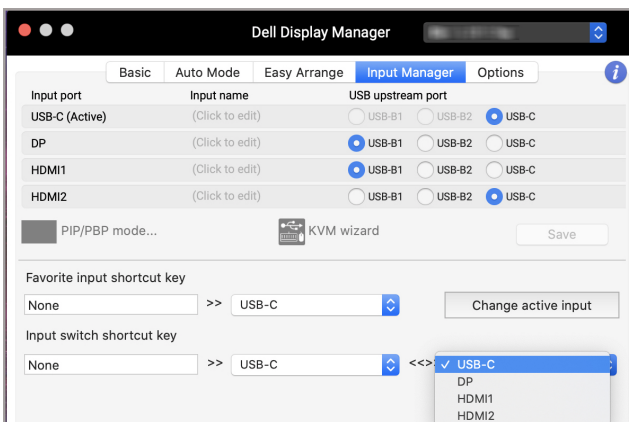 Dell Display Manager
Basic Auto Mode Easy Arrange Input Manager Options i
Input port Input name USB upstream port
USB-C (Active) (Click to edit) USB-B1 USB-B2 USB-C
DP (Click to edit) USB-B1 USB-B2 USB-C
HDMI1 (Click to edit) USB-B1 USB-B2 USB-C
HDMI2 (Click to edit) USB-B1 USB-B2 USB-C
PIP/PBP mode... KVM wizard Save
Favorite input shortcut key
None >> USB-C Change active input
Input switch shortcut key
None >> USB-C <<>> ✓ USB-C
DP
HDMI1
HDMI2